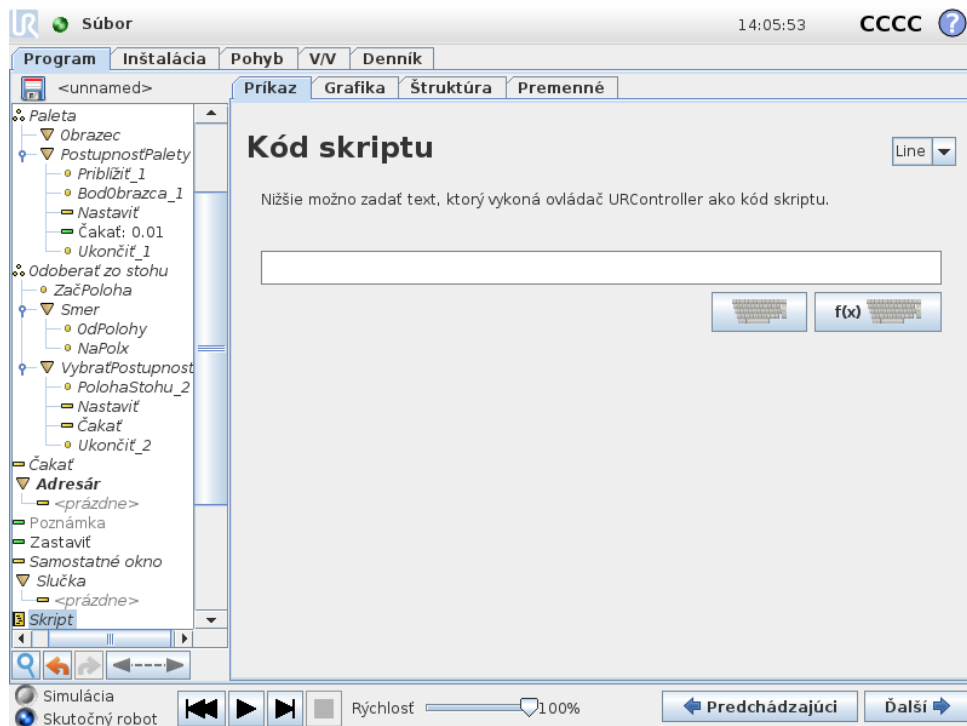 UR Súbor 14:05:53 CCCC ?
Program Inštalácia Pohyb V/V Denník
<unnamed> Príkaz Grafika Štruktúra Premenné
Paleta
Obrazec
PostupnosťPalety
Priblížiť_1
BodObrazca_1
Nastaviť
Čakať: 0.01
Ukončiť_1
Odoberať zo stohu
ZačPoloha
Smer
OdPolohy
NaPolx
VybraťPostupnosť
PolohaStohu_2
Nastaviť
Čakať
Ukončiť_2
Čakať
Adresár
<prázdne>
Poznámka
Zastaviť
Samostatné okno
Slučka
<prázdne>
Skript
Kód skriptu
Line
Nižšie možno zadať text, ktorý vykoná ovládač URController ako kód skriptu.
f(x)
Simulácia
Skutočný robot
Rýchlosť 100%
Predchádzajúci Ďalší